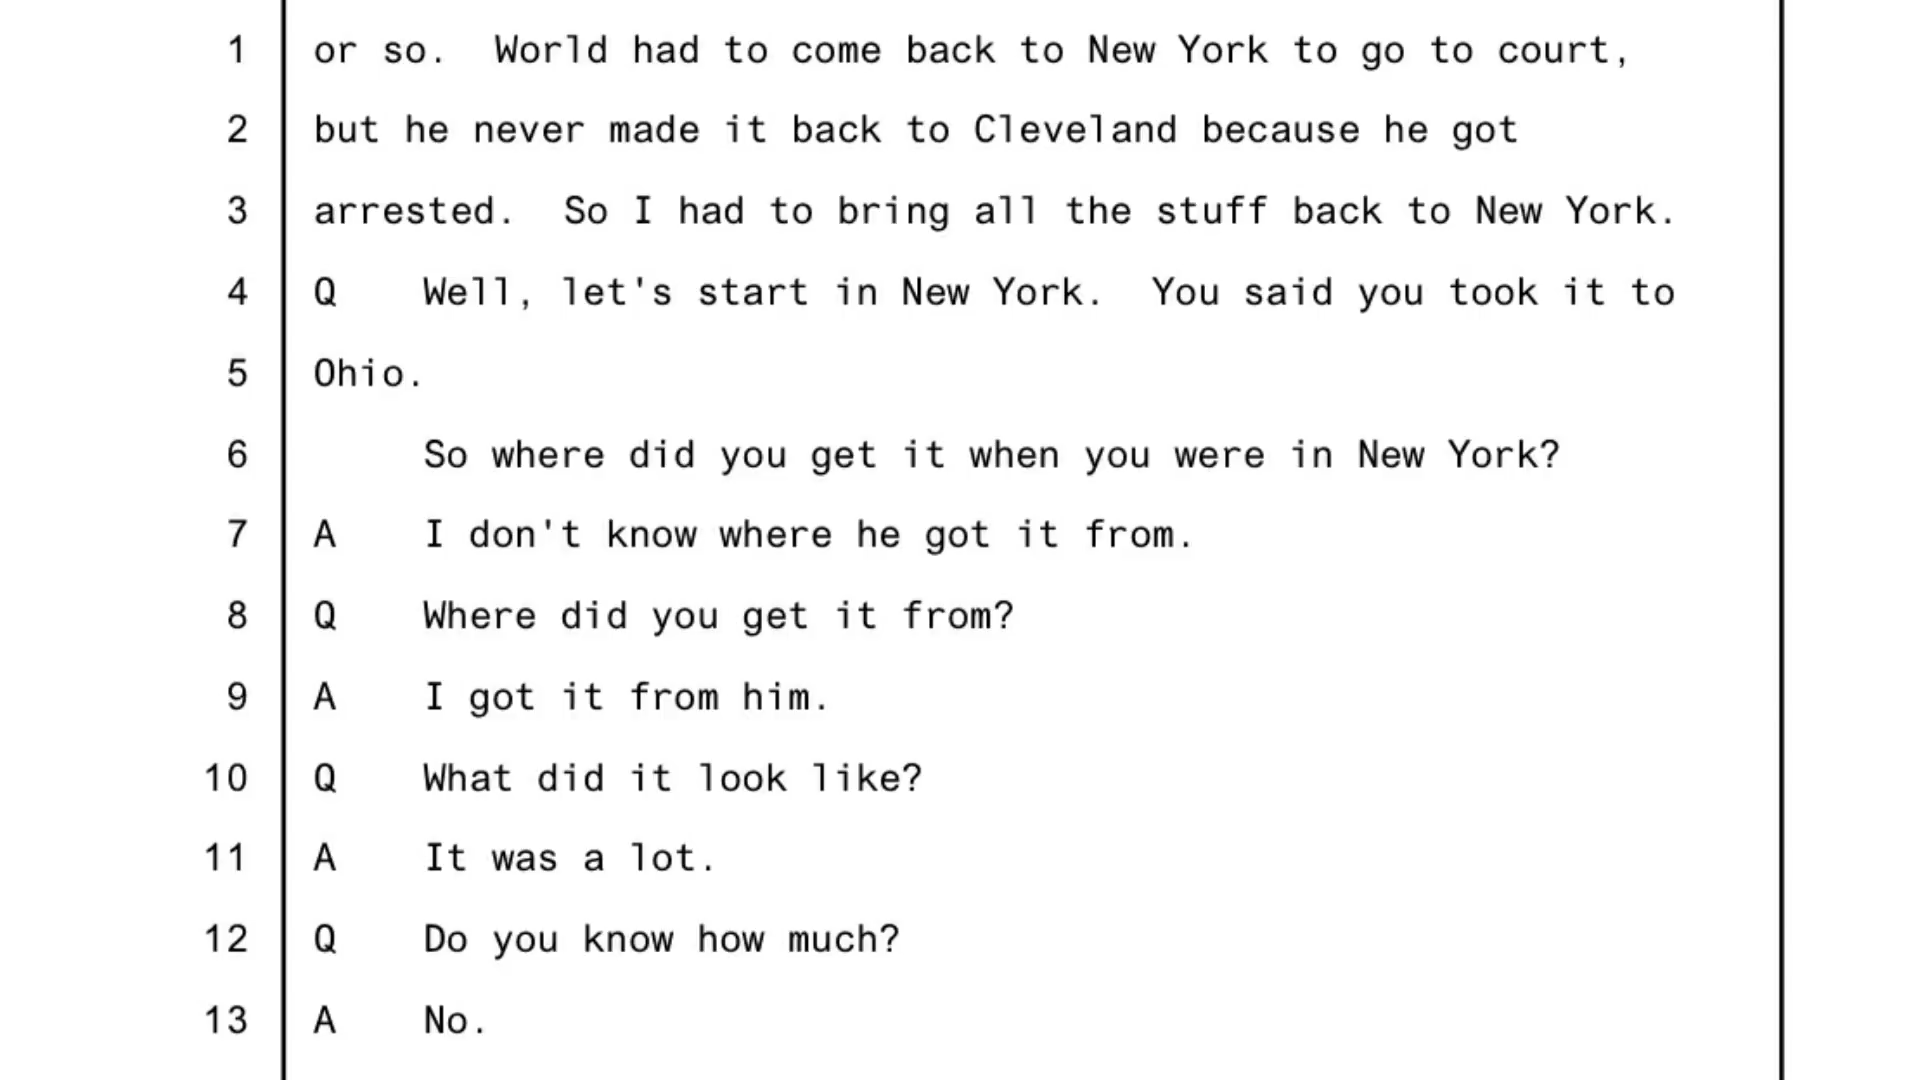 1 or so.  World had to come back to New York to go to court,
2 but he never made it back to Cleveland because he got
3 arrested.  So I had to bring all the stuff back to New York.
4 Q    Well, let's start in New York.  You said you took it to
5 Ohio.
6      So where did you get it when you were in New York?
7 A    I don't know where he got it from.
8 Q    Where did you get it from?
9 A    I got it from him.
10 Q    What did it look like?
11 A    It was a lot.
12 Q    Do you know how much?
13 A    No.